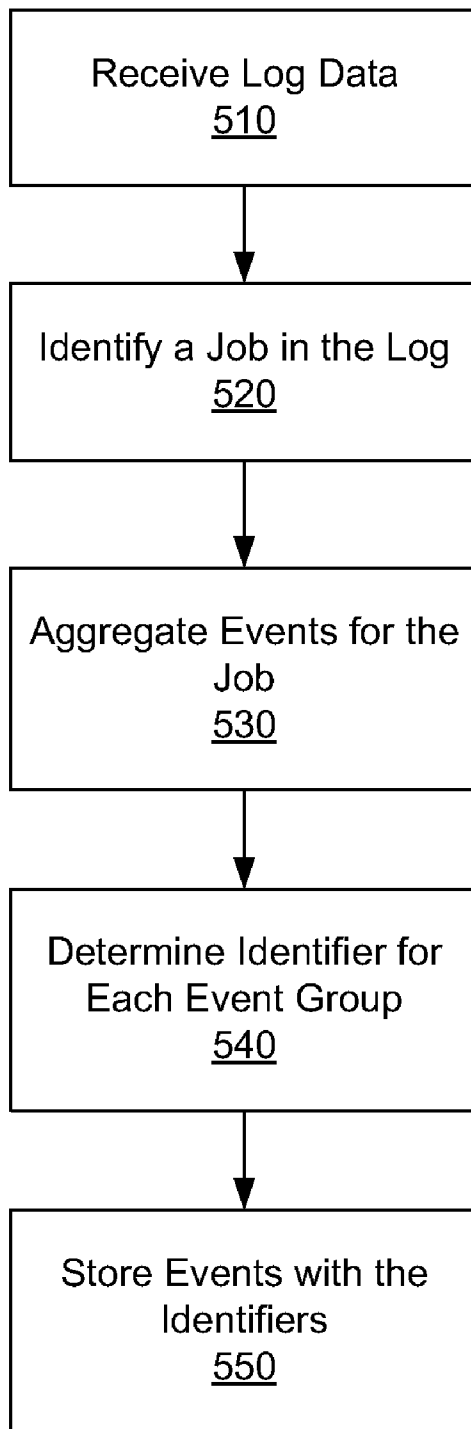 Receive Log Data
510
Identify a Job in the Log
520
Aggregate Events for the
Job
530
Determine Identifier for
Each Event Group
540
Store Events with the
Identifiers
550